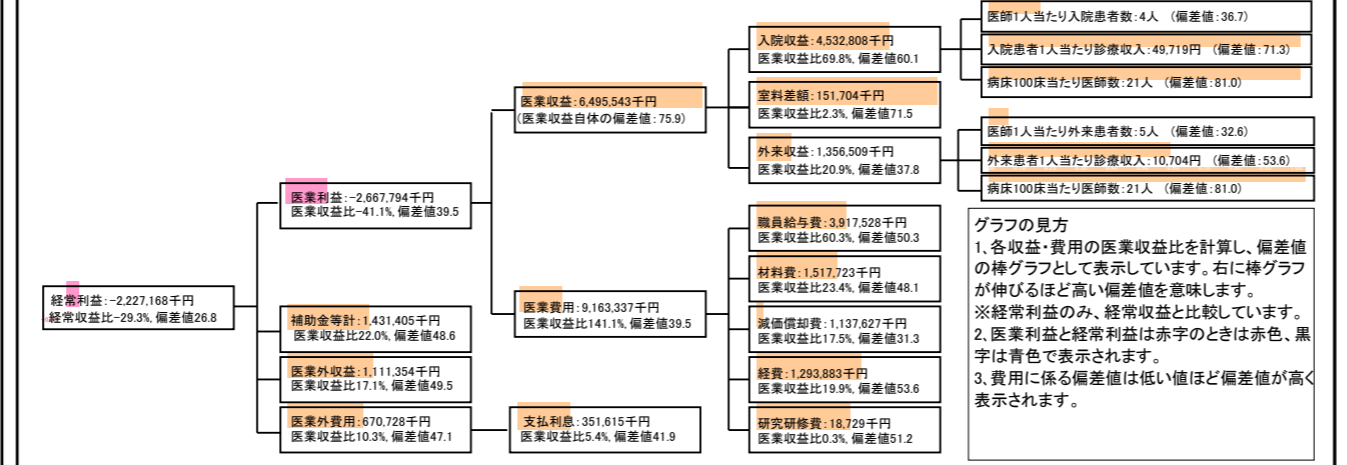 経常利益:-2,227,168千円
経常収益比-29.3%, 偏差値26.8
医業利益:-2,667,794千円
医業収益比-41.1%, 偏差値39.5
補助金等計:1,431,405千円
医業収益比22.0%, 偏差値48.6
医業外収益:1,111,354千円
医業収益比17.1%, 偏差値49.5
医業外費用:670,728千円
医業収益比10.3%, 偏差値47.1
医業収益:6,495,543千円
(医業収益自体の偏差値:75.9)
医業費用:9,163,337千円
医業収益比141.1%, 偏差値39.5
支払利息:351,615千円
医業収益比5.4%, 偏差値41.9
入院収益:4,532,808千円
医業収益比69.8%, 偏差値60.1
室料差額:151,704千円
医業収益比2.3%, 偏差値71.5
外来収益:1,356,509千円
医業収益比20.9%, 偏差値37.8
職員給与費:3,917,528千円
医業収益比60.3%, 偏差値50.3
材料費:1,517,723千円
医業収益比23.4%, 偏差値48.1
減価償却費:1,137,627千円
医業収益比17.5%, 偏差値31.3
経費:1,293,883千円
医業収益比19.9%, 偏差値53.6
研究研修費:18,729千円
医業収益比0.3%, 偏差値51.2
医師1人当たり入院患者数:4人 (偏差値:36.7)
入院患者1人当たり診療収入:49,719円 (偏差値:71.3)
病床100床当たり医師数:21人 (偏差値:81.0)
医師1人当たり外来患者数:5人 (偏差値:32.6)
外来患者1人当たり診療収入:10,704円 (偏差値:53.6)
病床100床当たり医師数:21人 (偏差値:81.0)
グラフの見方
1、各収益・費用の医業収益比を計算し、偏差値
の棒グラフとして表示しています。右に棒グラフ
が伸びるほど高い偏差値を意味します。
※経常利益のみ、経常収益と比較しています。
2、医業利益と経常利益は赤字のときは赤色、黒
字は青色で表示されます。
3、費用に係る偏差値は低い値ほど偏差値が高く
表示されます。